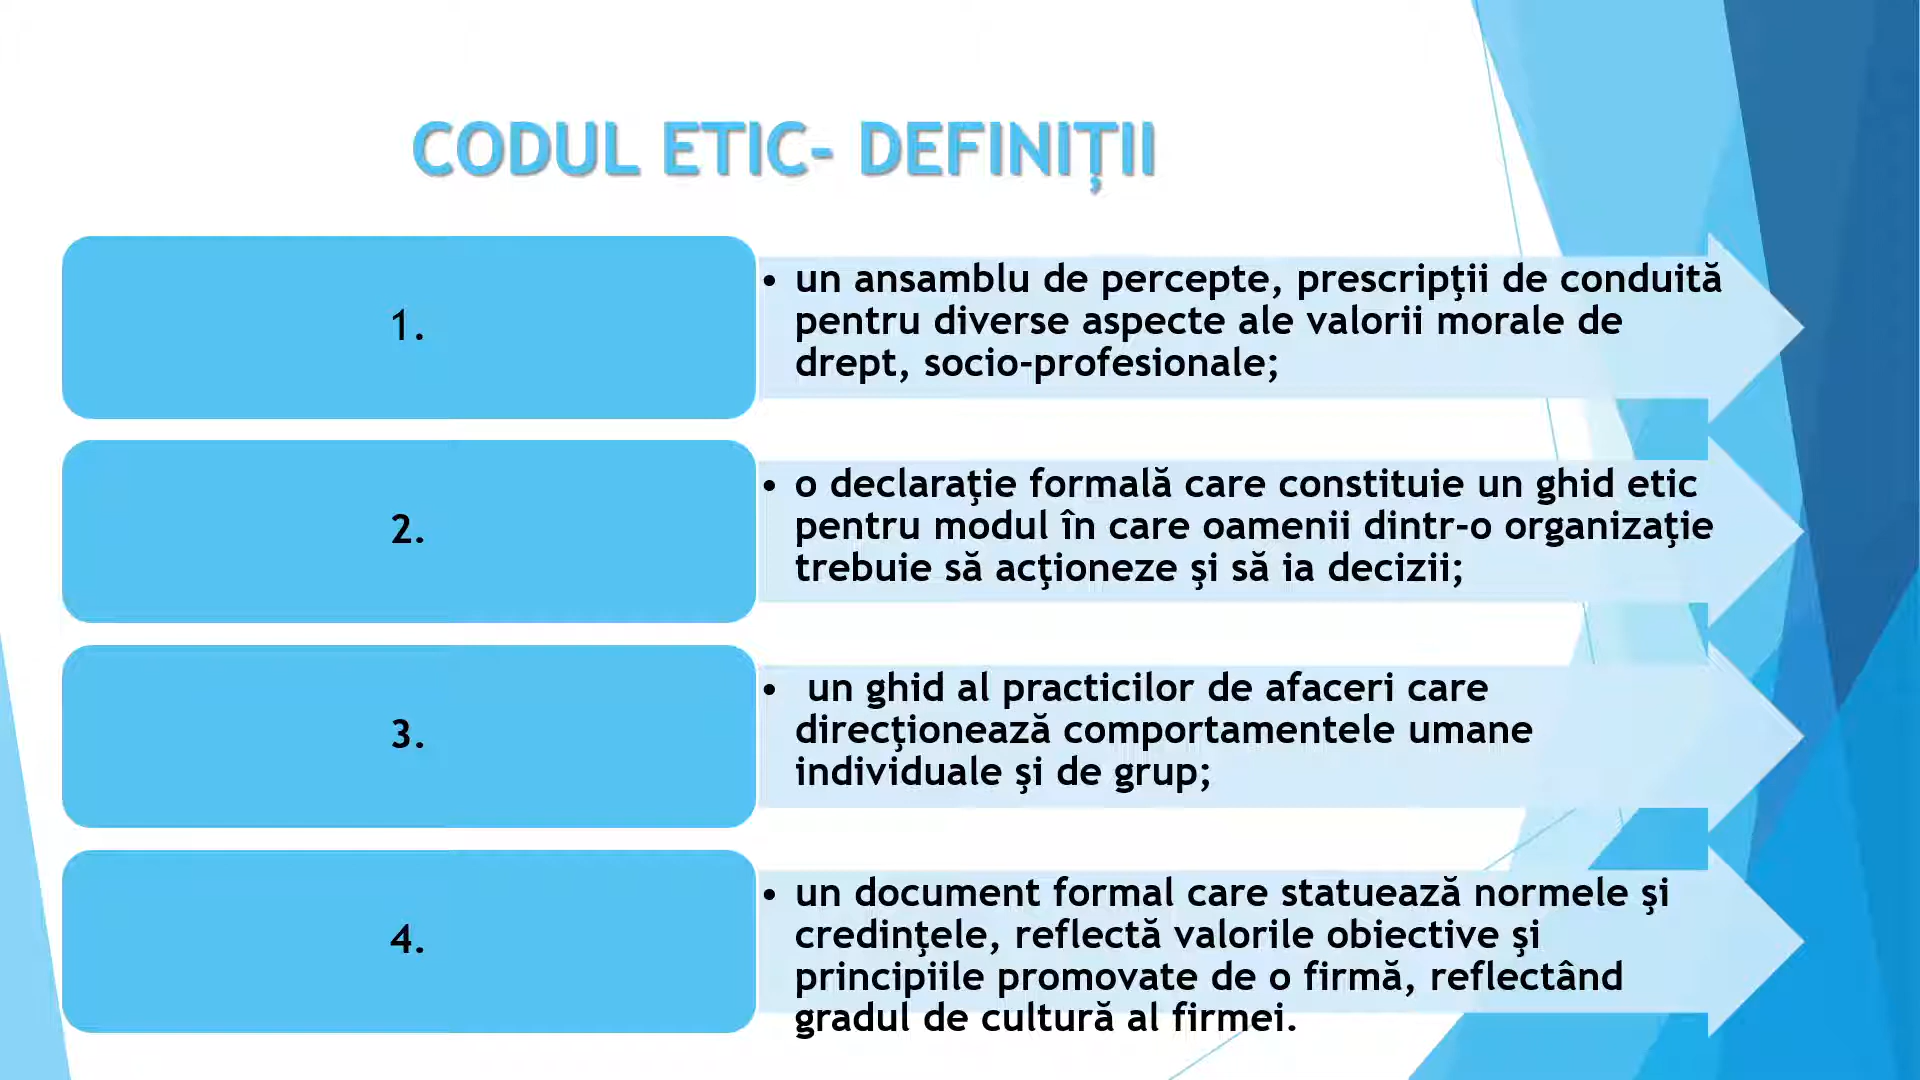 CODUL ETIC- DEFINIȚII
1.
• un ansamblu de percepte, prescripţii de conduită
pentru diverse aspecte ale valorii morale de
drept, socio-profesionale;
2.
• o declaraţie formală care constituie un ghid etic
pentru modul în care oamenii dintr-o organizaţie
trebuie să acţioneze şi să ia decizii;
3.
• un ghid al practicilor de afaceri care
direcţionează comportamentele umane
individuale şi de grup;
4.
• un document formal care statuează normele şi
credinţele, reflectă valorile obiective şi
principiile promovate de o firmă, reflectând
gradul de cultură al firmei.